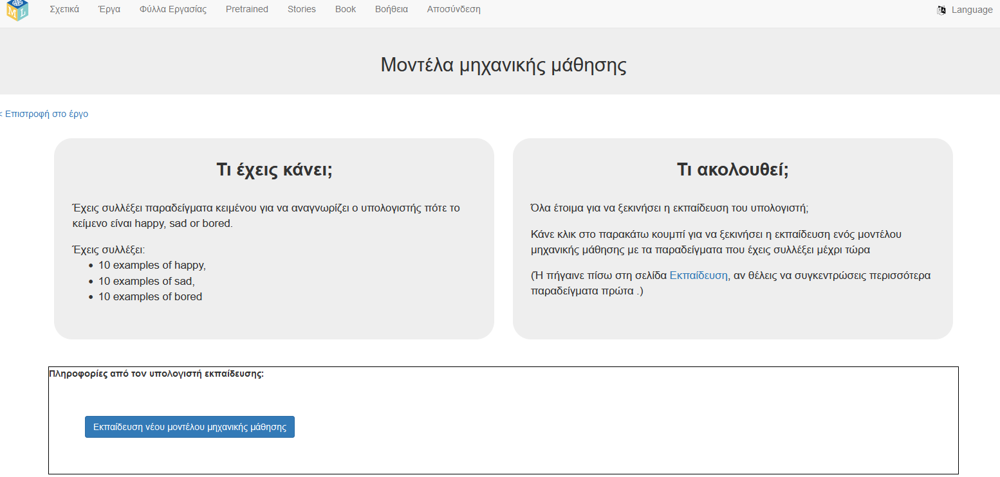 ML
Σχετικά Έργα Φύλλα Εργασίας Pretrained Stories Book Βοήθεια Αποσύνδεση Language
Μοντέλα μηχανικής μάθησης
< Επιστροφή στο έργο
Τι έχεις κάνει;
Έχεις συλλέξει παραδείγματα κειμένου για να αναγνωρίζει ο υπολογιστής πότε το
κείμενο είναι happy, sad or bored.
Έχεις συλλέξει:
• 10 examples of happy,
• 10 examples of sad,
• 10 examples of bored
Τι ακολουθεί;
Όλα έτοιμα για να ξεκινήσει η εκπαίδευση του υπολογιστή;
Κάνε κλικ στο παρακάτω κουμπί για να ξεκινήσει η εκπαίδευση ενός μοντέλου
μηχανικής μάθησης με τα παραδείγματα που έχεις συλλέξει μέχρι τώρα
(Ή πήγαινε πίσω στη σελίδα Εκπαίδευση, αν θέλεις να συγκεντρώσεις περισσότερα
παραδείγματα πρώτα .)
Πληροφορίες από τον υπολογιστή εκπαίδευσης:
Εκπαίδευση νέου μοντέλου μηχανικής μάθησης